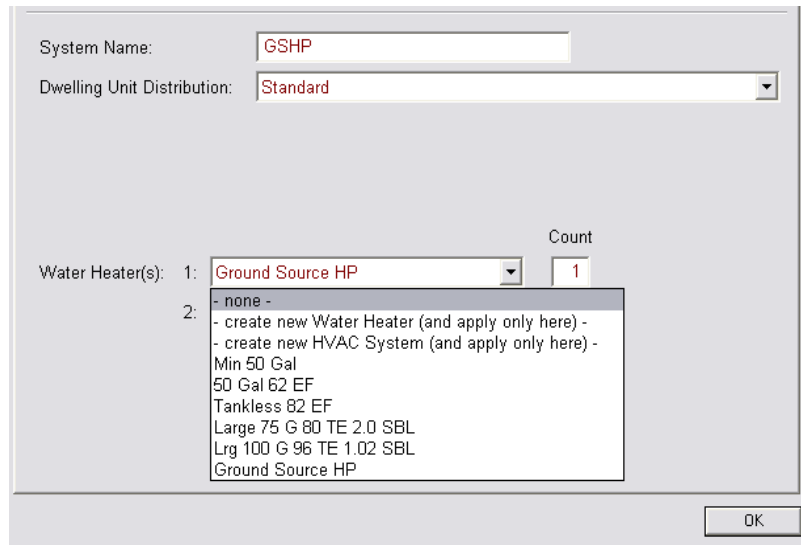 System Name: GSHP
Dwelling Unit Distribution: Standard
Count
Water Heater(s): 1: Ground Source HP 1
2:
- none -
- create new Water Heater (and apply only here) -
- create new HVAC System (and apply only here) -
Min 50 Gal
50 Gal 62 EF
Tankless 82 EF
Large 75 G 80 TE 2.0 SBL
Lrg 100 G 96 TE 1.02 SBL
Ground Source HP
OK